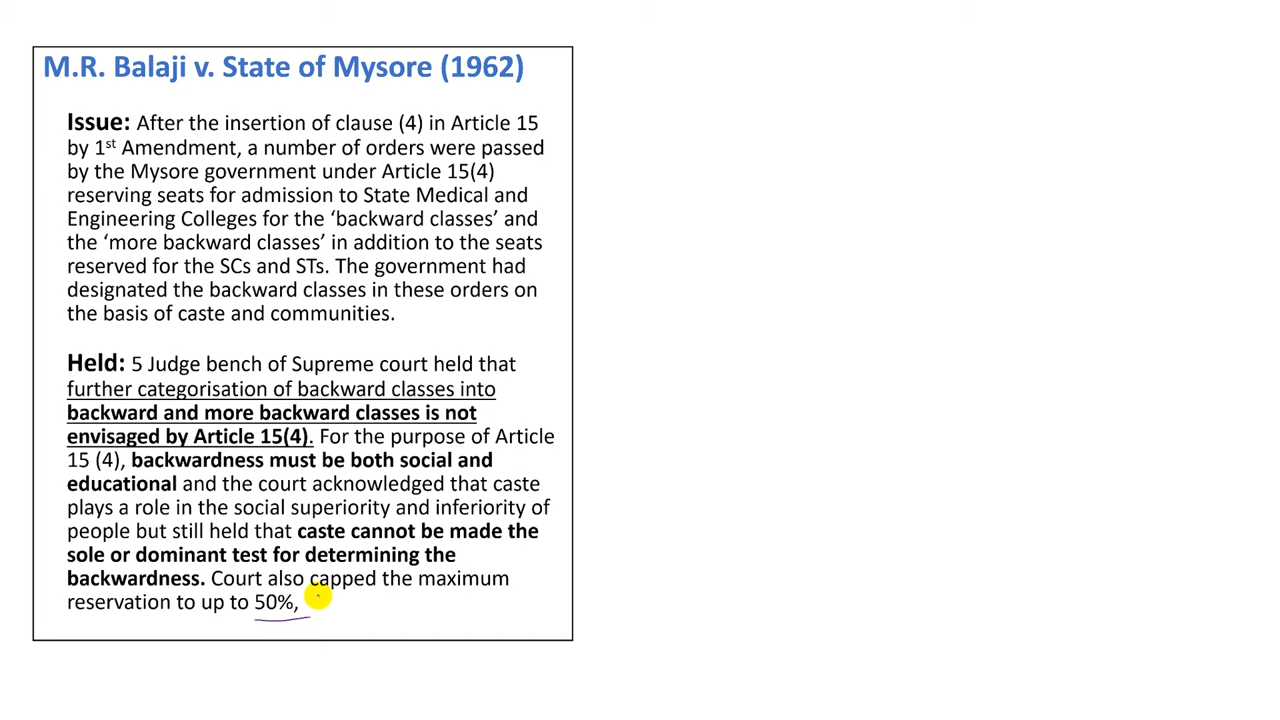 M.R. Balaji v. State of Mysore (1962)
Issue: After the insertion of clause (4) in Article 15
by 1st Amendment, a number of orders were passed
by the Mysore government under Article 15(4)
reserving seats for admission to State Medical and
Engineering Colleges for the ‘backward classes’ and
the ‘more backward classes’ in addition to the seats
reserved for the SCs and STs. The government had
designated the backward classes in these orders on
the basis of caste and communities.
Held: 5 Judge bench of Supreme court held that
further categorisation of backward classes into
backward and more backward classes is not
envisaged by Article 15(4). For the purpose of Article
15 (4), backwardness must be both social and
educational and the court acknowledged that caste
plays a role in the social superiority and inferiority of
people but still held that caste cannot be made the
sole or dominant test for determining the
backwardness. Court also capped the maximum
reservation to up to 50%,